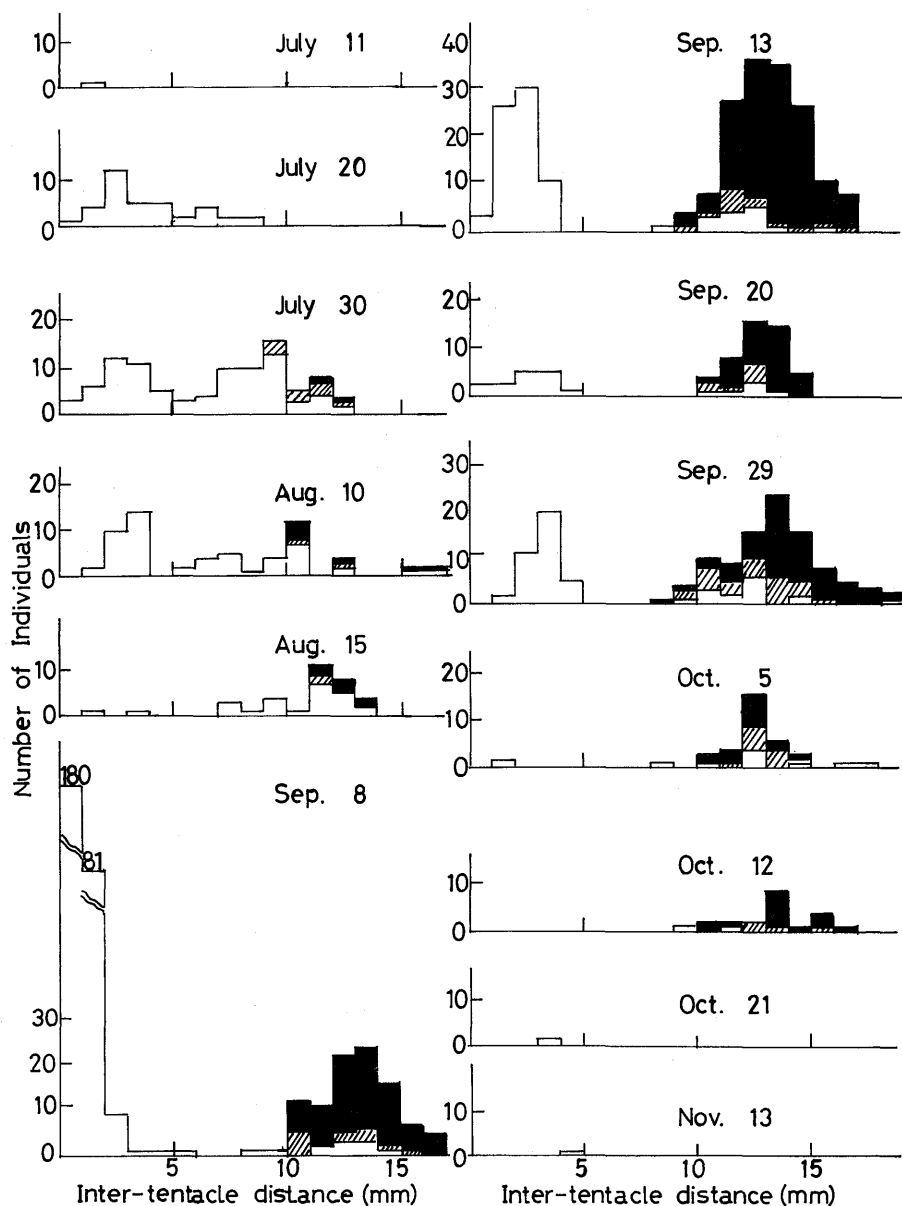 10
0
July 11
10
0
July 20
20
10
0
July 30
20
10
0
Aug. 10
10
0
Aug. 15
180
81
30
20
10
0
Sep. 8
5
10
15
Inter-tentacle distance (mm)
Number of Individuals
40
30
20
10
0
Sep. 13
20
10
0
Sep. 20
30
20
10
0
Sep. 29
20
10
0
Oct. 5
10
0
Oct. 12
10
0
Oct. 21
10
0
Nov. 13
5
10
15
Inter-tentacle distance (mm)